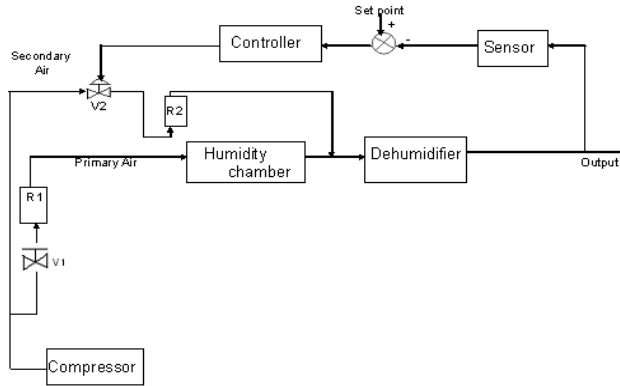 Set point
+
-
Controller
Sensor
Secondary
Air
V2
R2
Humidity
chamber
Dehumidifier
Primary Air
Output
R1
V1
Compressor